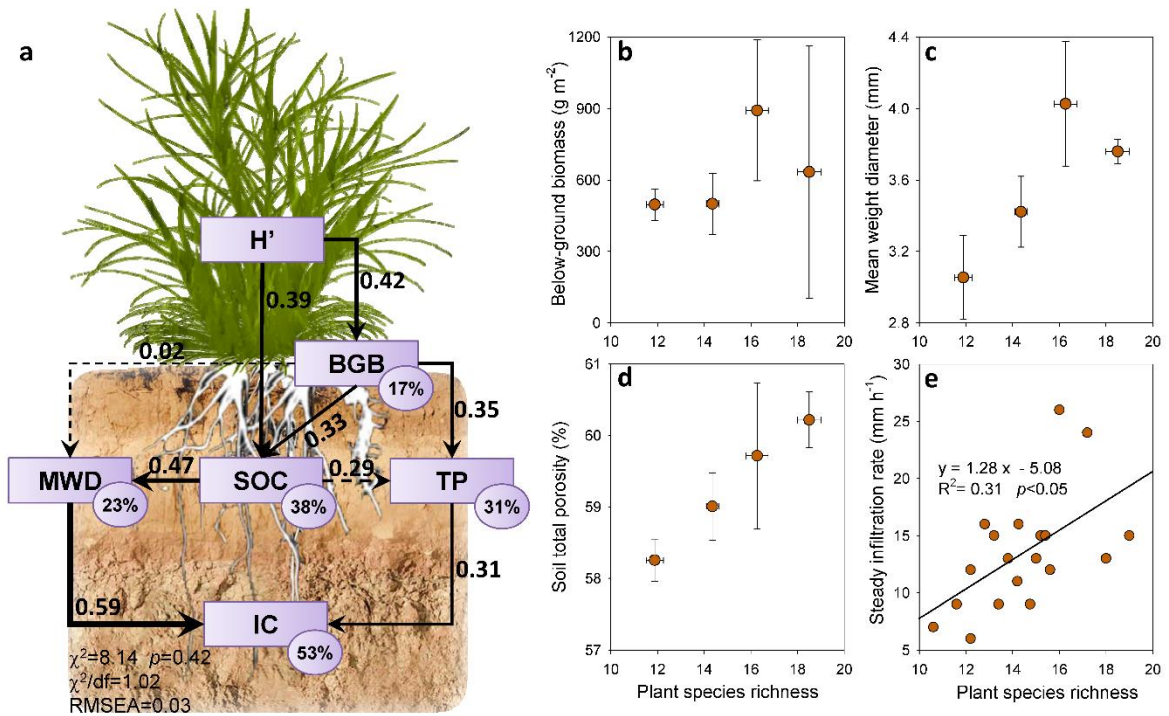 a
H'
0.42
0.39
0.02
BGB
17%
0.35
0.33
MWD
23%
0.47
SOC
38%
0.29
TP
31%
0.31
0.59
IC
53%
χ²=8.14 p=0.42
χ²/df=1.02
RMSEA=0.03
b
Below-ground biomass (g m⁻²)
1200
900
600
300
0
10 12 14 16 18 20
c
Mean weight diameter (mm)
4.4
4.0
3.6
3.2
2.8
10 12 14 16 18 20
d
Soil total porosity (%)
61
60
59
58
57
10 12 14 16 18 20
Plant species richness
e
Steady infiltration rate (mm h⁻¹)
30
25
20
15
10
5
y = 1.28 x - 5.08
R²= 0.31 p<0.05
10 12 14 16 18 20
Plant species richness